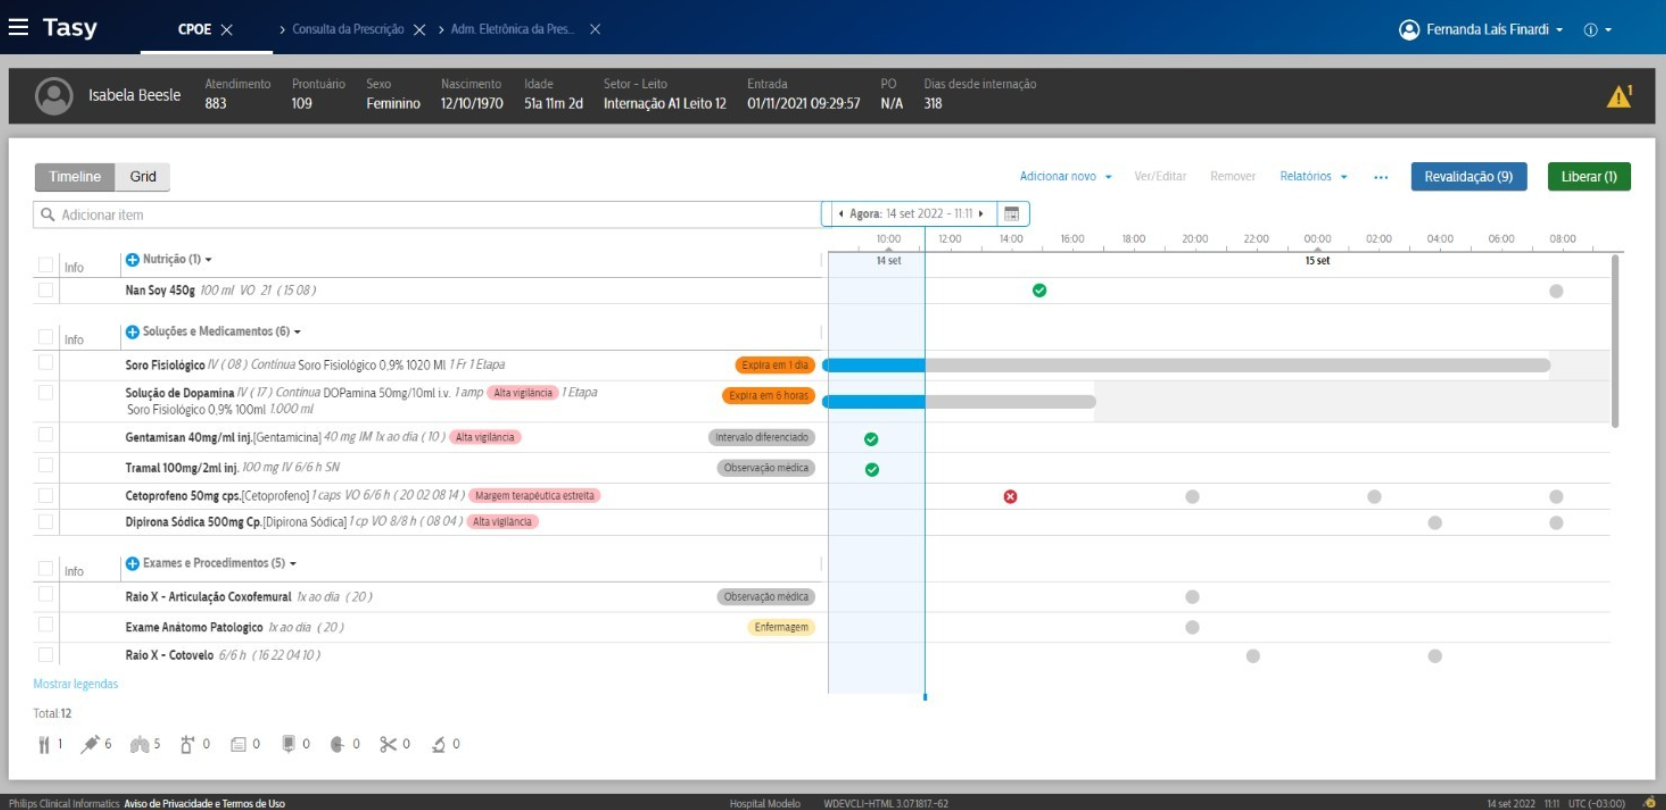 Tasy
CPOE
Consulta da Prescrição
Adm. Eletrônica da Pres...
Fernanda Laís Finardi
Isabela Beesle
Atendimento
883
Prontuário
109
Sexo
Feminino
Nascimento
12/10/1970
Idade
51a 11m 2d
Setor - Leito
Internação A1 Leito 12
Entrada
01/11/2021 09:29:57
PO
N/A
Dias desde internação
318
1
Timeline
Grid
Adicionar novo
Ver/Editar
Remover
Relatórios
...
Revalidação (9)
Liberar (1)
Adicionar item
Agora: 14 set 2022 - 11:11
10:00 12:00 14:00 16:00 18:00 20:00 22:00 00:00 02:00 04:00 06:00 08:00
14 set
15 set
Info
Nutrição (1)
Nan Soy 450g 100 ml VO 21 ( 15 08 )
Info
Soluções e Medicamentos (6)
Soro Fisiológico IV ( 08 ) Contínua Soro Fisiológico 0,9% 1020 Ml 1 Fr 1 Etapa
Expira em 1 dia
Solução de Dopamina IV ( 17 ) Contínua DOPamina 50mg/10ml i.v. 1 amp Alta vigilância 1 Etapa
Expira em 6 horas
Soro Fisiológico 0,9% 100ml 1.000 ml
Gentamisan 40mg/ml inj.[Gentamicina] 40 mg IM 1x ao dia ( 10 ) Alta vigilância
Intervalo diferenciado
Tramal 100mg/2ml inj. 100 mg IV 6/6 h SN
Observação médica
Cetoprofeno 50mg cps.[Cetoprofeno] 1 caps VO 6/6 h ( 20 02 08 14 ) Margem terapêutica estreita
Dipirona Sódica 500mg Cp.[Dipirona Sódica] 1 cp VO 8/8 h ( 08 04 ) Alta vigilância
Info
Exames e Procedimentos (5)
Raio X - Articulação Coxofemural 1x ao dia ( 20 )
Observação médica
Exame Anátomo Patologico 1x ao dia ( 20 )
Enfermagem
Raio X - Cotovelo 6/6 h ( 16 22 04 10 )
Mostrar legendas
Total 12
1 6 5 0 0 0 0 0 0
Philips Clinical Informatics Aviso de Privacidade e Termos de Uso
Hospital Modelo
WDEVCLI-HTML 3.07.1817.-62
14 set 2022 11:11 UTC (-03:00)